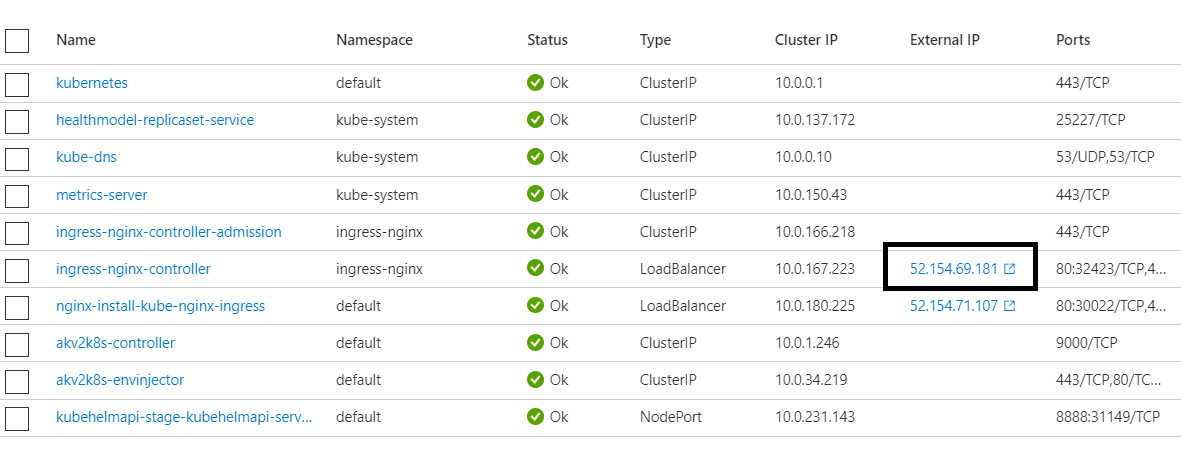 Name Namespace Status Type Cluster IP External IP Ports
kubernetes default Ok ClusterIP 10.0.0.1 443/TCP
healthmodel-replicaset-service kube-system Ok ClusterIP 10.0.137.172 25227/TCP
kube-dns kube-system Ok ClusterIP 10.0.0.10 53/UDP,53/TCP
metrics-server kube-system Ok ClusterIP 10.0.150.43 443/TCP
ingress-nginx-controller-admission ingress-nginx Ok ClusterIP 10.0.166.218 443/TCP
ingress-nginx-controller ingress-nginx Ok LoadBalancer 10.0.167.223 52.154.69.181 80:32423/TCP,4...
nginx-install-kube-nginx-ingress default Ok LoadBalancer 10.0.180.225 52.154.71.107 80:30022/TCP,4...
akv2k8s-controller default Ok ClusterIP 10.0.1.246 9000/TCP
akv2k8s-envinjector default Ok ClusterIP 10.0.34.219 443/TCP,80/TC...
kubehelmapi-stage-kubehelmapi-serv... default Ok NodePort 10.0.231.143 8888:31149/TCP